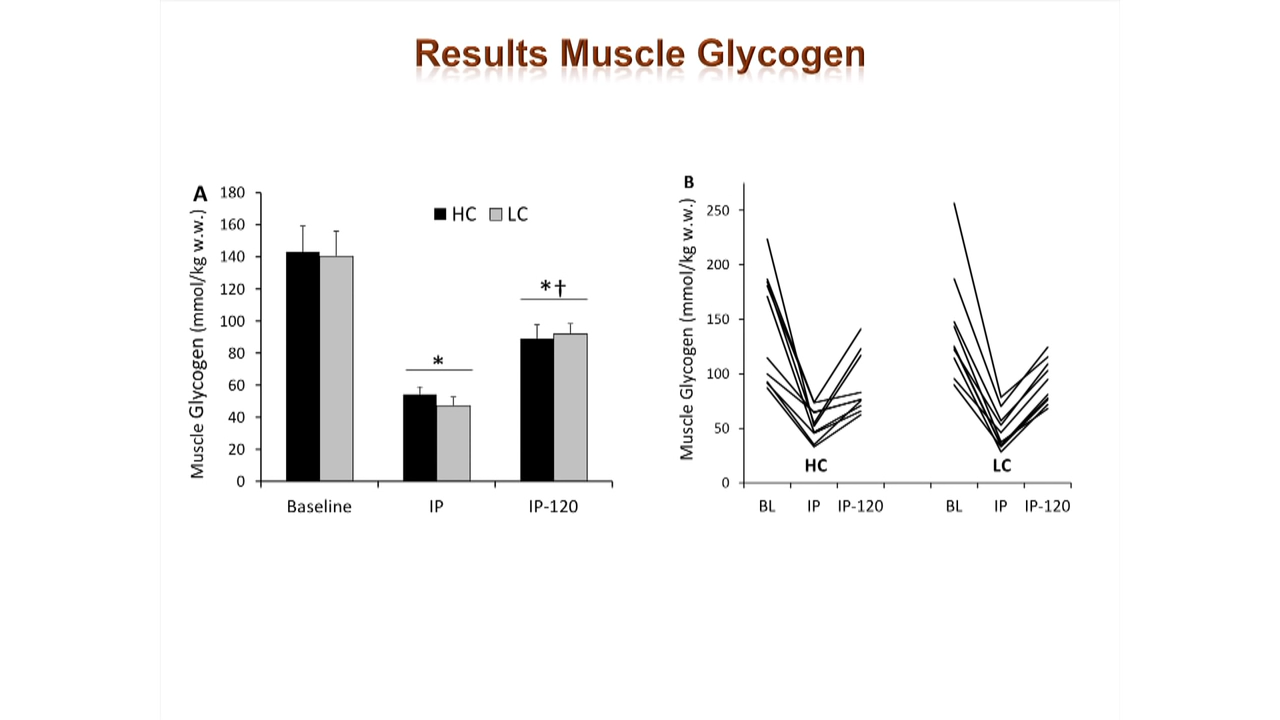 Results Muscle Glycogen
A
Muscle Glycogen (mmol/kg w.w.)
180
160
140
120
100
80
60
40
20
0
HC LC
*
*†
Baseline IP IP-120
B
Muscle Glycogen (mmol/kg w.w.)
250
200
150
100
50
0
HC LC
BL IP IP-120 BL IP IP-120